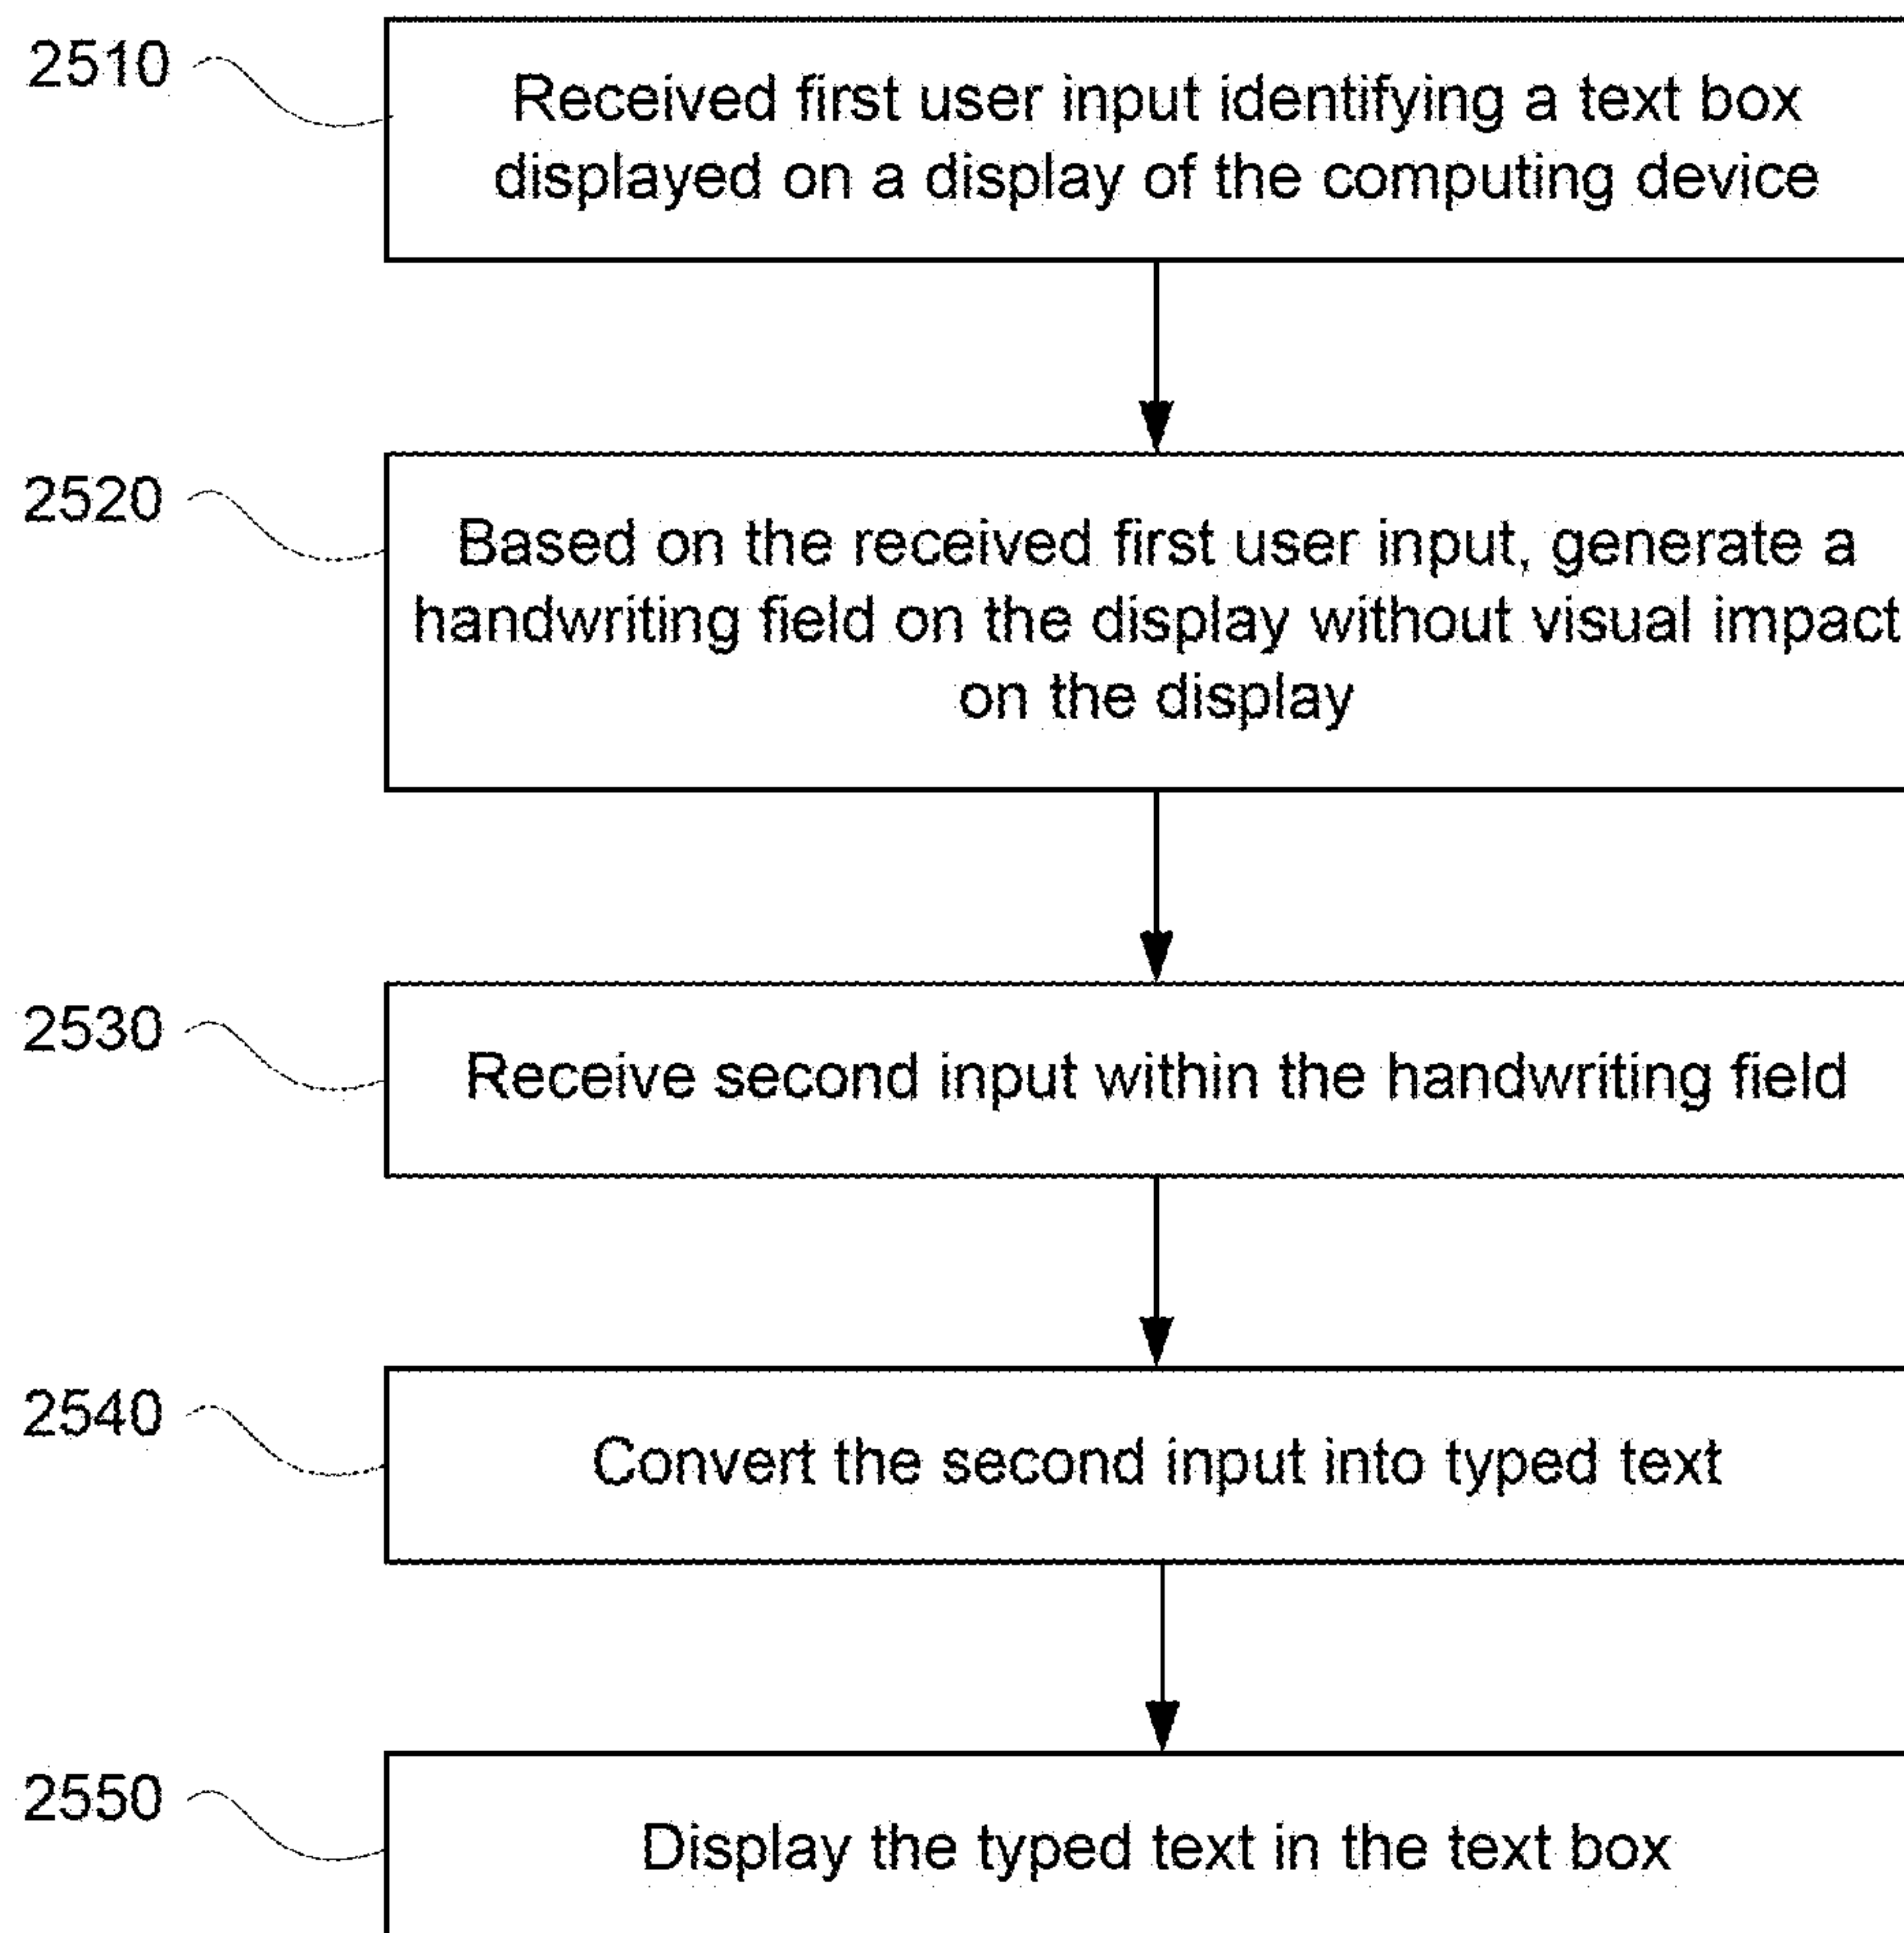 2510
Received first user input identifying a text box
displayed on a display of the computing device
2520
Based on the received first user input, generate a
handwriting field on the display without visual impact
on the display
2530
Receive second input within the handwriting field
2540
Convert the second input into typed text
2550
Display the typed text in the text box